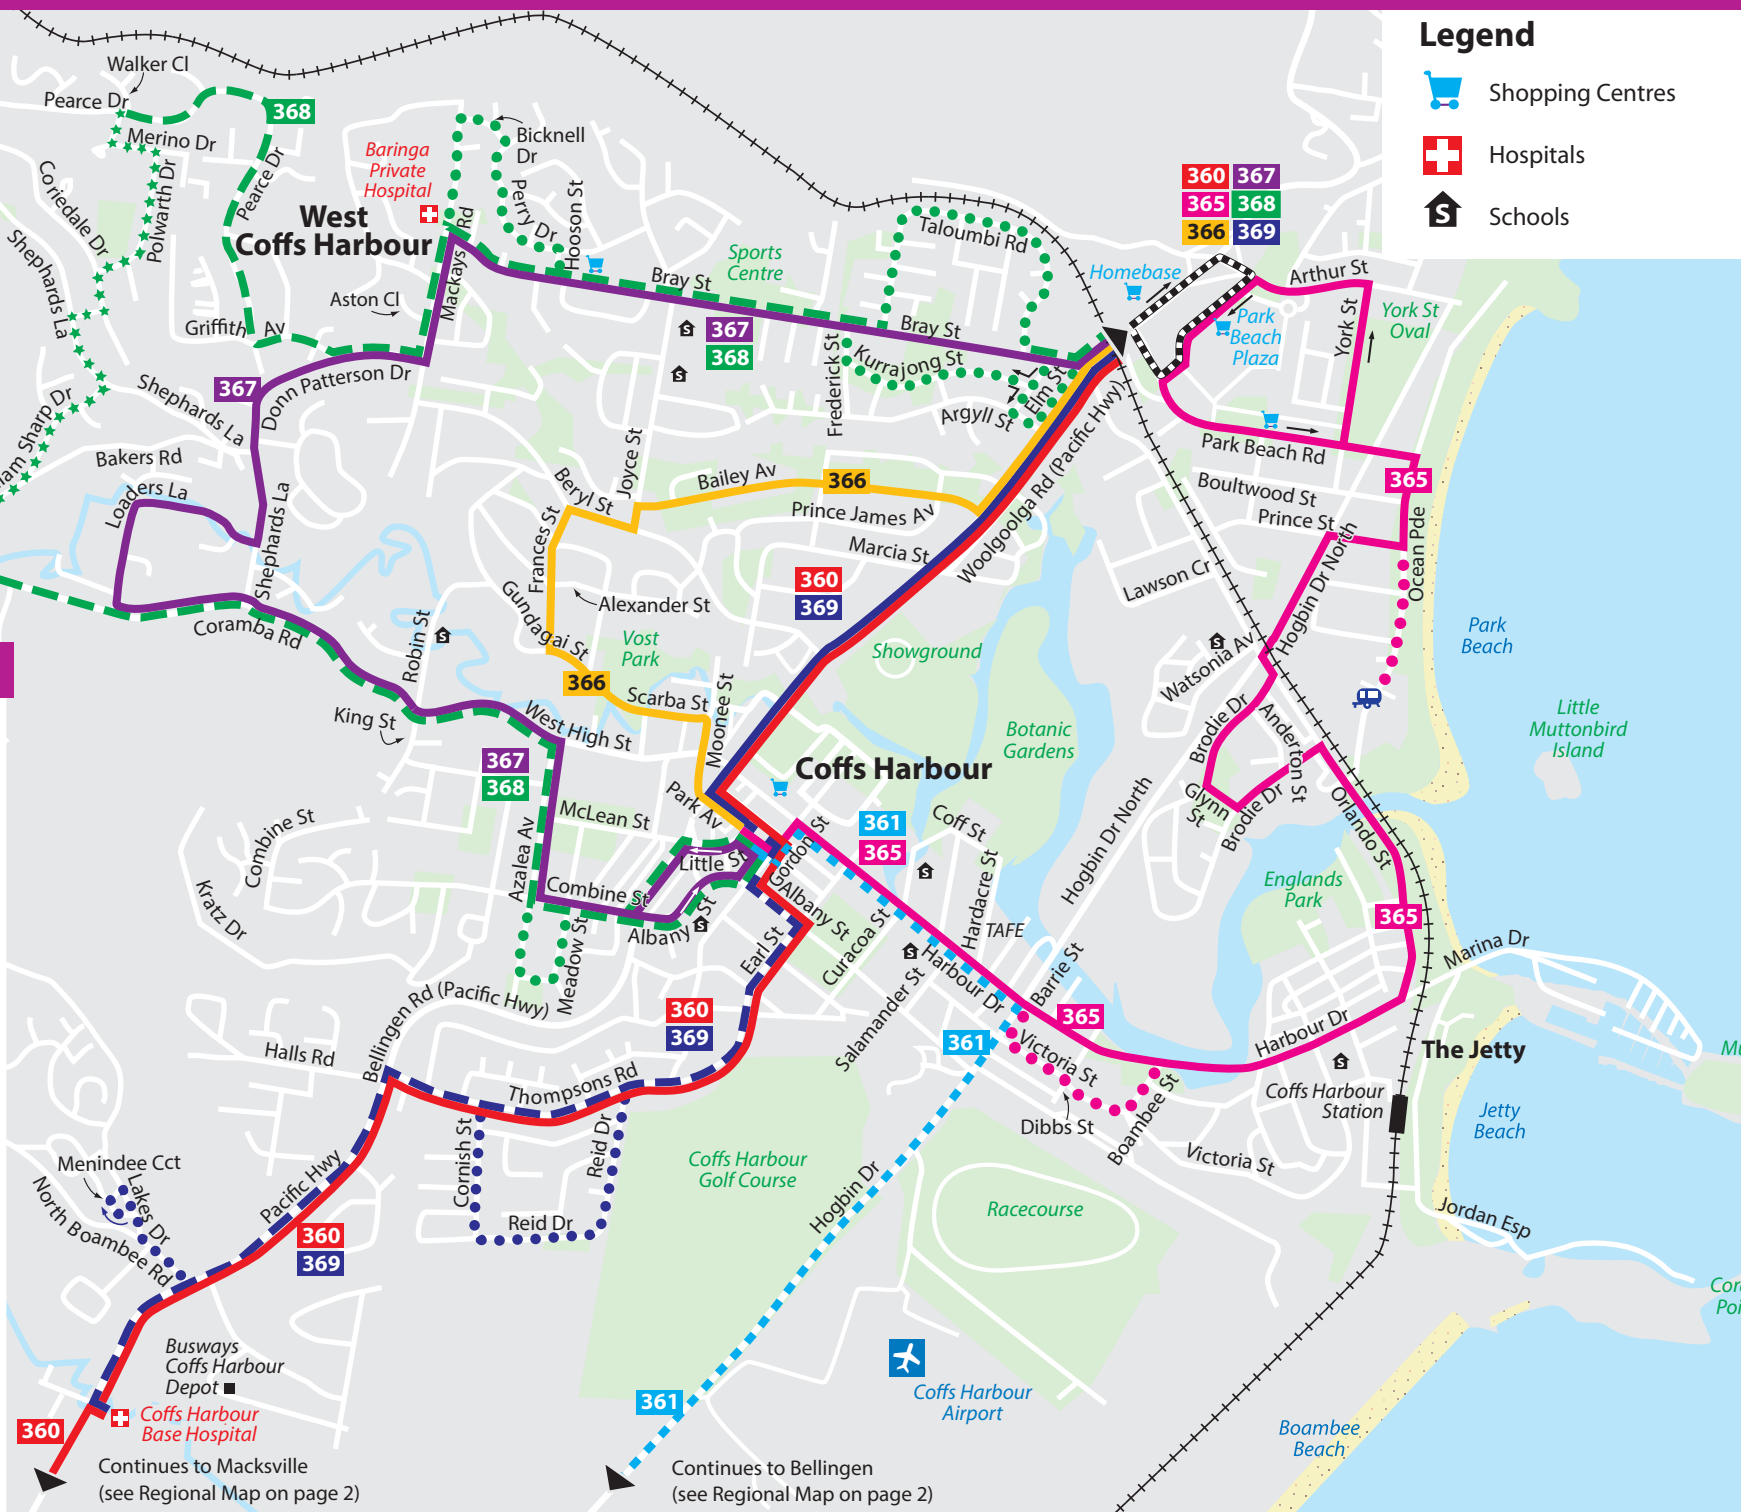 Legend
Shopping Centres
Hospitals
Schools
Walker Cl
Pearce Dr
368
Merino Dr
Bicknell
Dr
Baringa
Private
Hospital
Coriedale Dr
Polwarth Dr
Pearce Dr
Perry Dr
Hooson St
360 367
365 368
366 369
West
Coffs Harbour
Mackays
Rd
Sports
Centre
Taloumbi Rd
Shephards La
Homebase
Arthur St
Bray St
Aston Cl
York St
York St
Oval
Griffith Av
367
368
Bray St
Park
Beach
Plaza
Kurrajong St
Frederick St
Donn Patterson Dr
367
Shephards La
Elm St
Argyll St
Sharp Dr
Park Beach Rd
Bakers Rd
Joyce St
Bailey Av
366
Beryl St
365
Loaders La
Boultwood St
Prince St
Prince James Av
Woolgoolga Rd (Pacific Hwy)
Ocean Pde
Shephards La
Frances St
Marcia St
Lawson Cr
Hogbin Dr North
360
369
Alexander St
Gundagai St
Coramba Rd
Robin St
Vost
Park
Showground
Watsonia Av
Park
Beach
366
Scarba St
Moonee St
King St
West High St
Brodie Dr
Anderton St
Little
Muttonbird
Island
Botanic
Gardens
367
368
Coffs Harbour
Park Av
Glynn
St
Brodie Dr
Orlando St
McLean St
361
365
Coff St
Hogbin Dr North
Combine St
Gordon St
Little St
Azalea Av
Combine St
Hardacre St
Englands
Park
Kratz Dr
Albany St
Albany St
Curacoa St
TAFE
365
Meadow St
Earl St
Harbour Dr
Barrie St
Marina Dr
Bellingen Rd (Pacific Hwy)
360
369
Salamander St
365
361
Harbour Dr
Halls Rd
Victoria St
The Jetty
Thompsons Rd
Coffs Harbour
Station
Jetty
Beach
Dibbs St
Boambee St
Victoria St
Cornish St
Reid Dr
Menindee Cct
Lakes Dr
North Boambee Rd
Pacific Hwy
Coffs Harbour
Golf Course
Hogbin Dr
Racecourse
Jordan Esp
Reid Dr
360
369
Busways
Coffs Harbour
Depot
361
Coffs Harbour
Airport
360
Coffs Harbour
Base Hospital
Boambee
Beach
Continues to Macksville
(see Regional Map on page 2)
Continues to Bellingen
(see Regional Map on page 2)